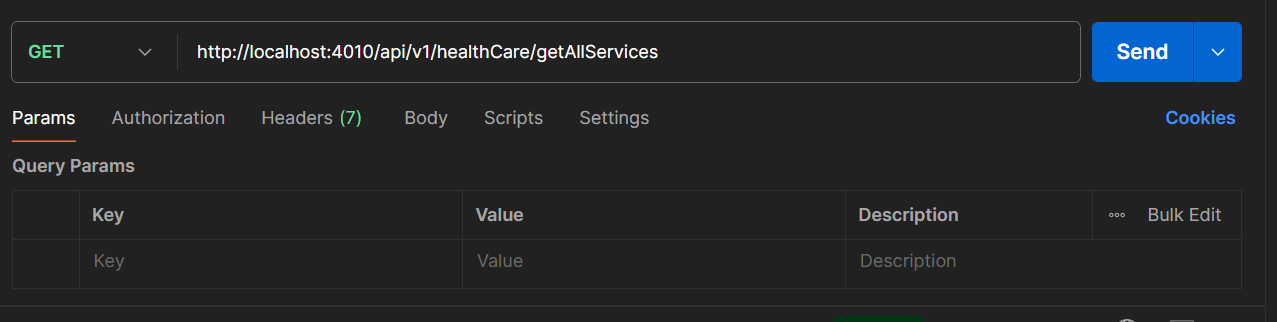 GET http://localhost:4010/api/v1/healthCare/getAllServices Send
Params Authorization Headers (7) Body Scripts Settings Cookies
Query Params
Key Value Description Bulk Edit
Key Value Description